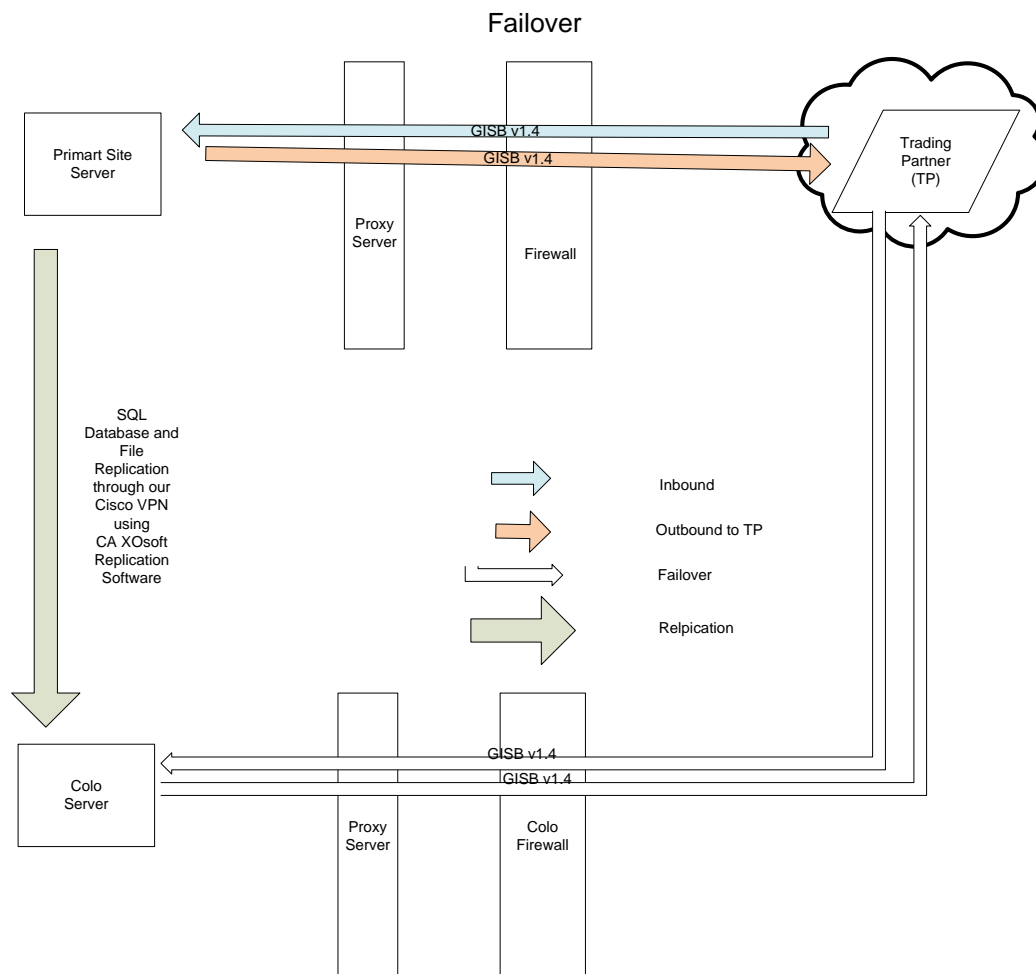 Failover
GISB v1.4
GISB v1.4
Primart Site
Server
Proxy
Server
Firewall
Trading
Partner
(TP)
SQL
Database and
File
Replication
through our
Cisco VPN
using
CA XOsoft
Replication
Software
Inbound
Outbound to TP
Failover
Relpication
GISB v1.4
GISB v1.4
Colo
Server
Proxy
Server
Colo
Firewall